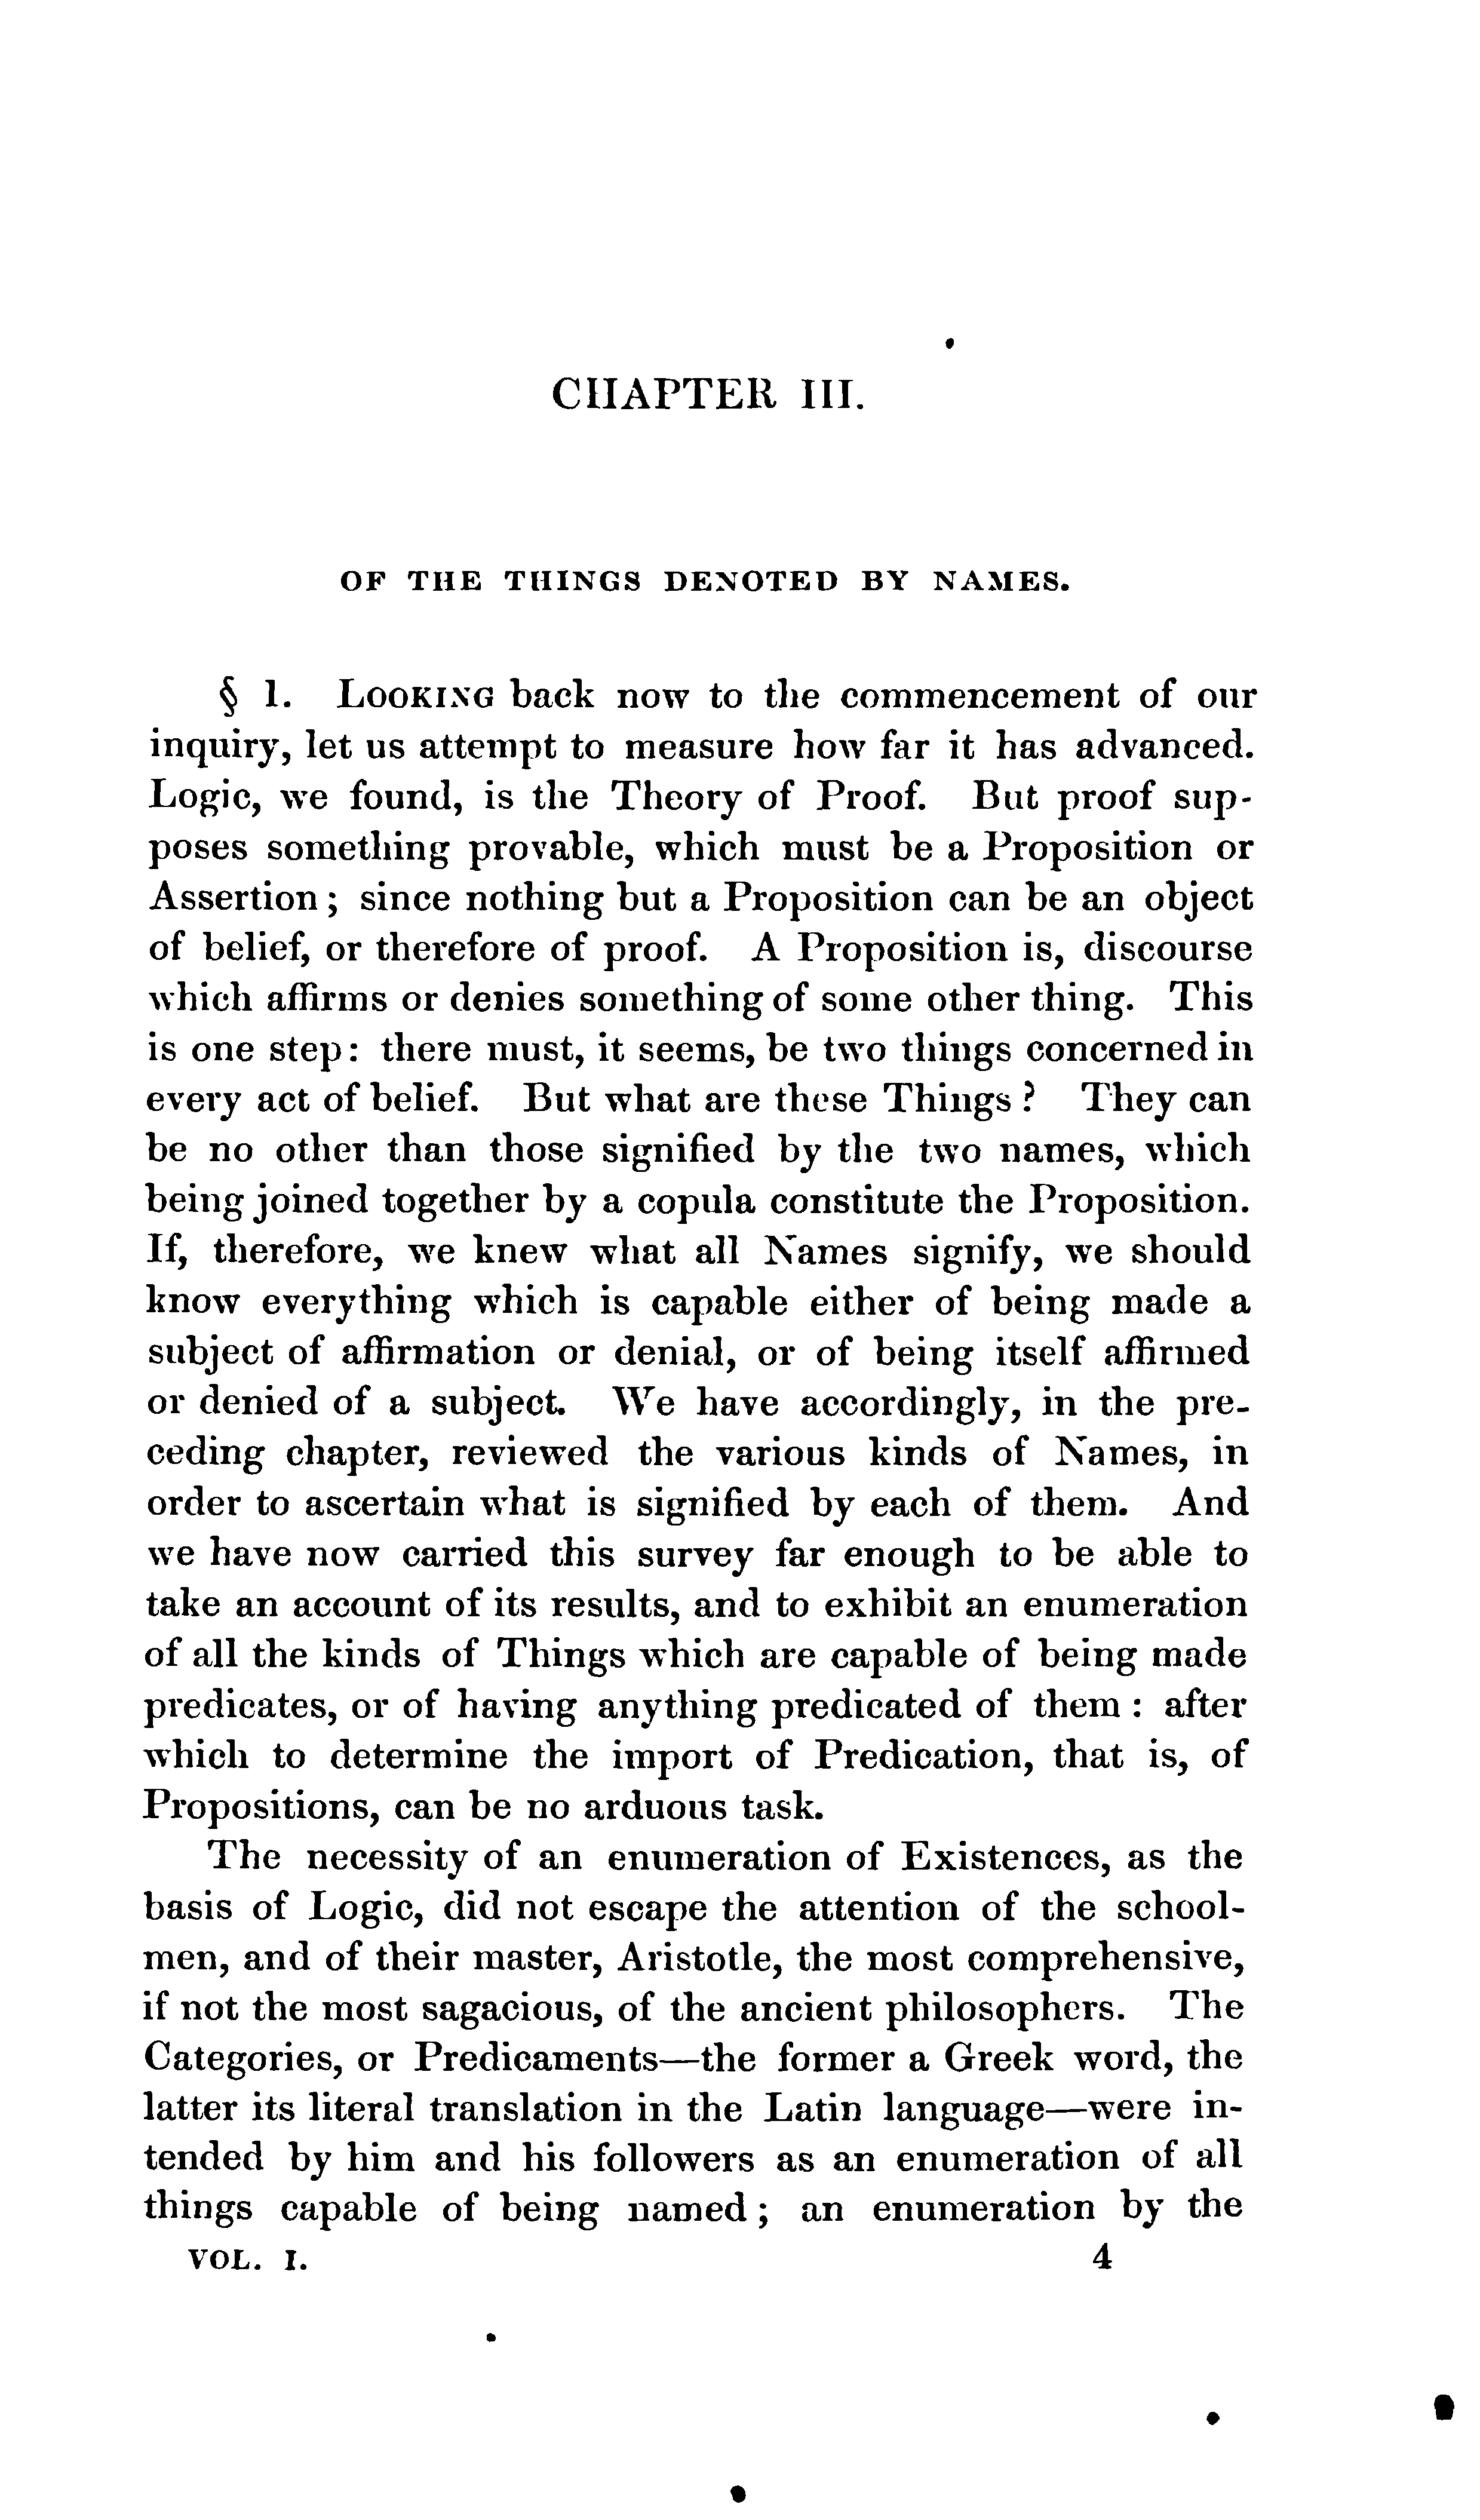 CHAPTER III.
OF THE THINGS DENOTED BY NAMES.
§ 1. LOOKING back now to the commencement of our
inquiry, let us attempt to measure how far it has advanced.
Logic, we found, is the Theory of Proof. But proof sup-
poses something provable, which must be a Proposition or
Assertion; since nothing but a Proposition can be an object
of belief, or therefore of proof. A Proposition is, discourse
which affirms or denies something of some other thing. This
is one step: there must, it seems, be two things concerned in
every act of belief. But what are these Things? They can
be no other than those signified by the two names, which
being joined together by a copula constitute the Proposition.
If, therefore, we knew what all Names signify, we should
know everything which is capable either of being made a
subject of affirmation or denial, or of being itself affirmed
or denied of a subject. We have accordingly, in the pre-
ceding chapter, reviewed the various kinds of Names, in
order to ascertain what is signified by each of them. And
we have now carried this survey far enough to be able to
take an account of its results, and to exhibit an enumeration
of all the kinds of Things which are capable of being made
predicates, or of having anything predicated of them: after
which to determine the import of Predication, that is, of
Propositions, can be no arduous task.
The necessity of an enumeration of Existences, as the
basis of Logic, did not escape the attention of the school-
men, and of their master, Aristotle, the most comprehensive,
if not the most sagacious, of the ancient philosophers. The
Categories, or Predicaments—the former a Greek word, the
latter its literal translation in the Latin language—were in-
tended by him and his followers as an enumeration of all
things capable of being named; an enumeration by the
VOL. I. 4